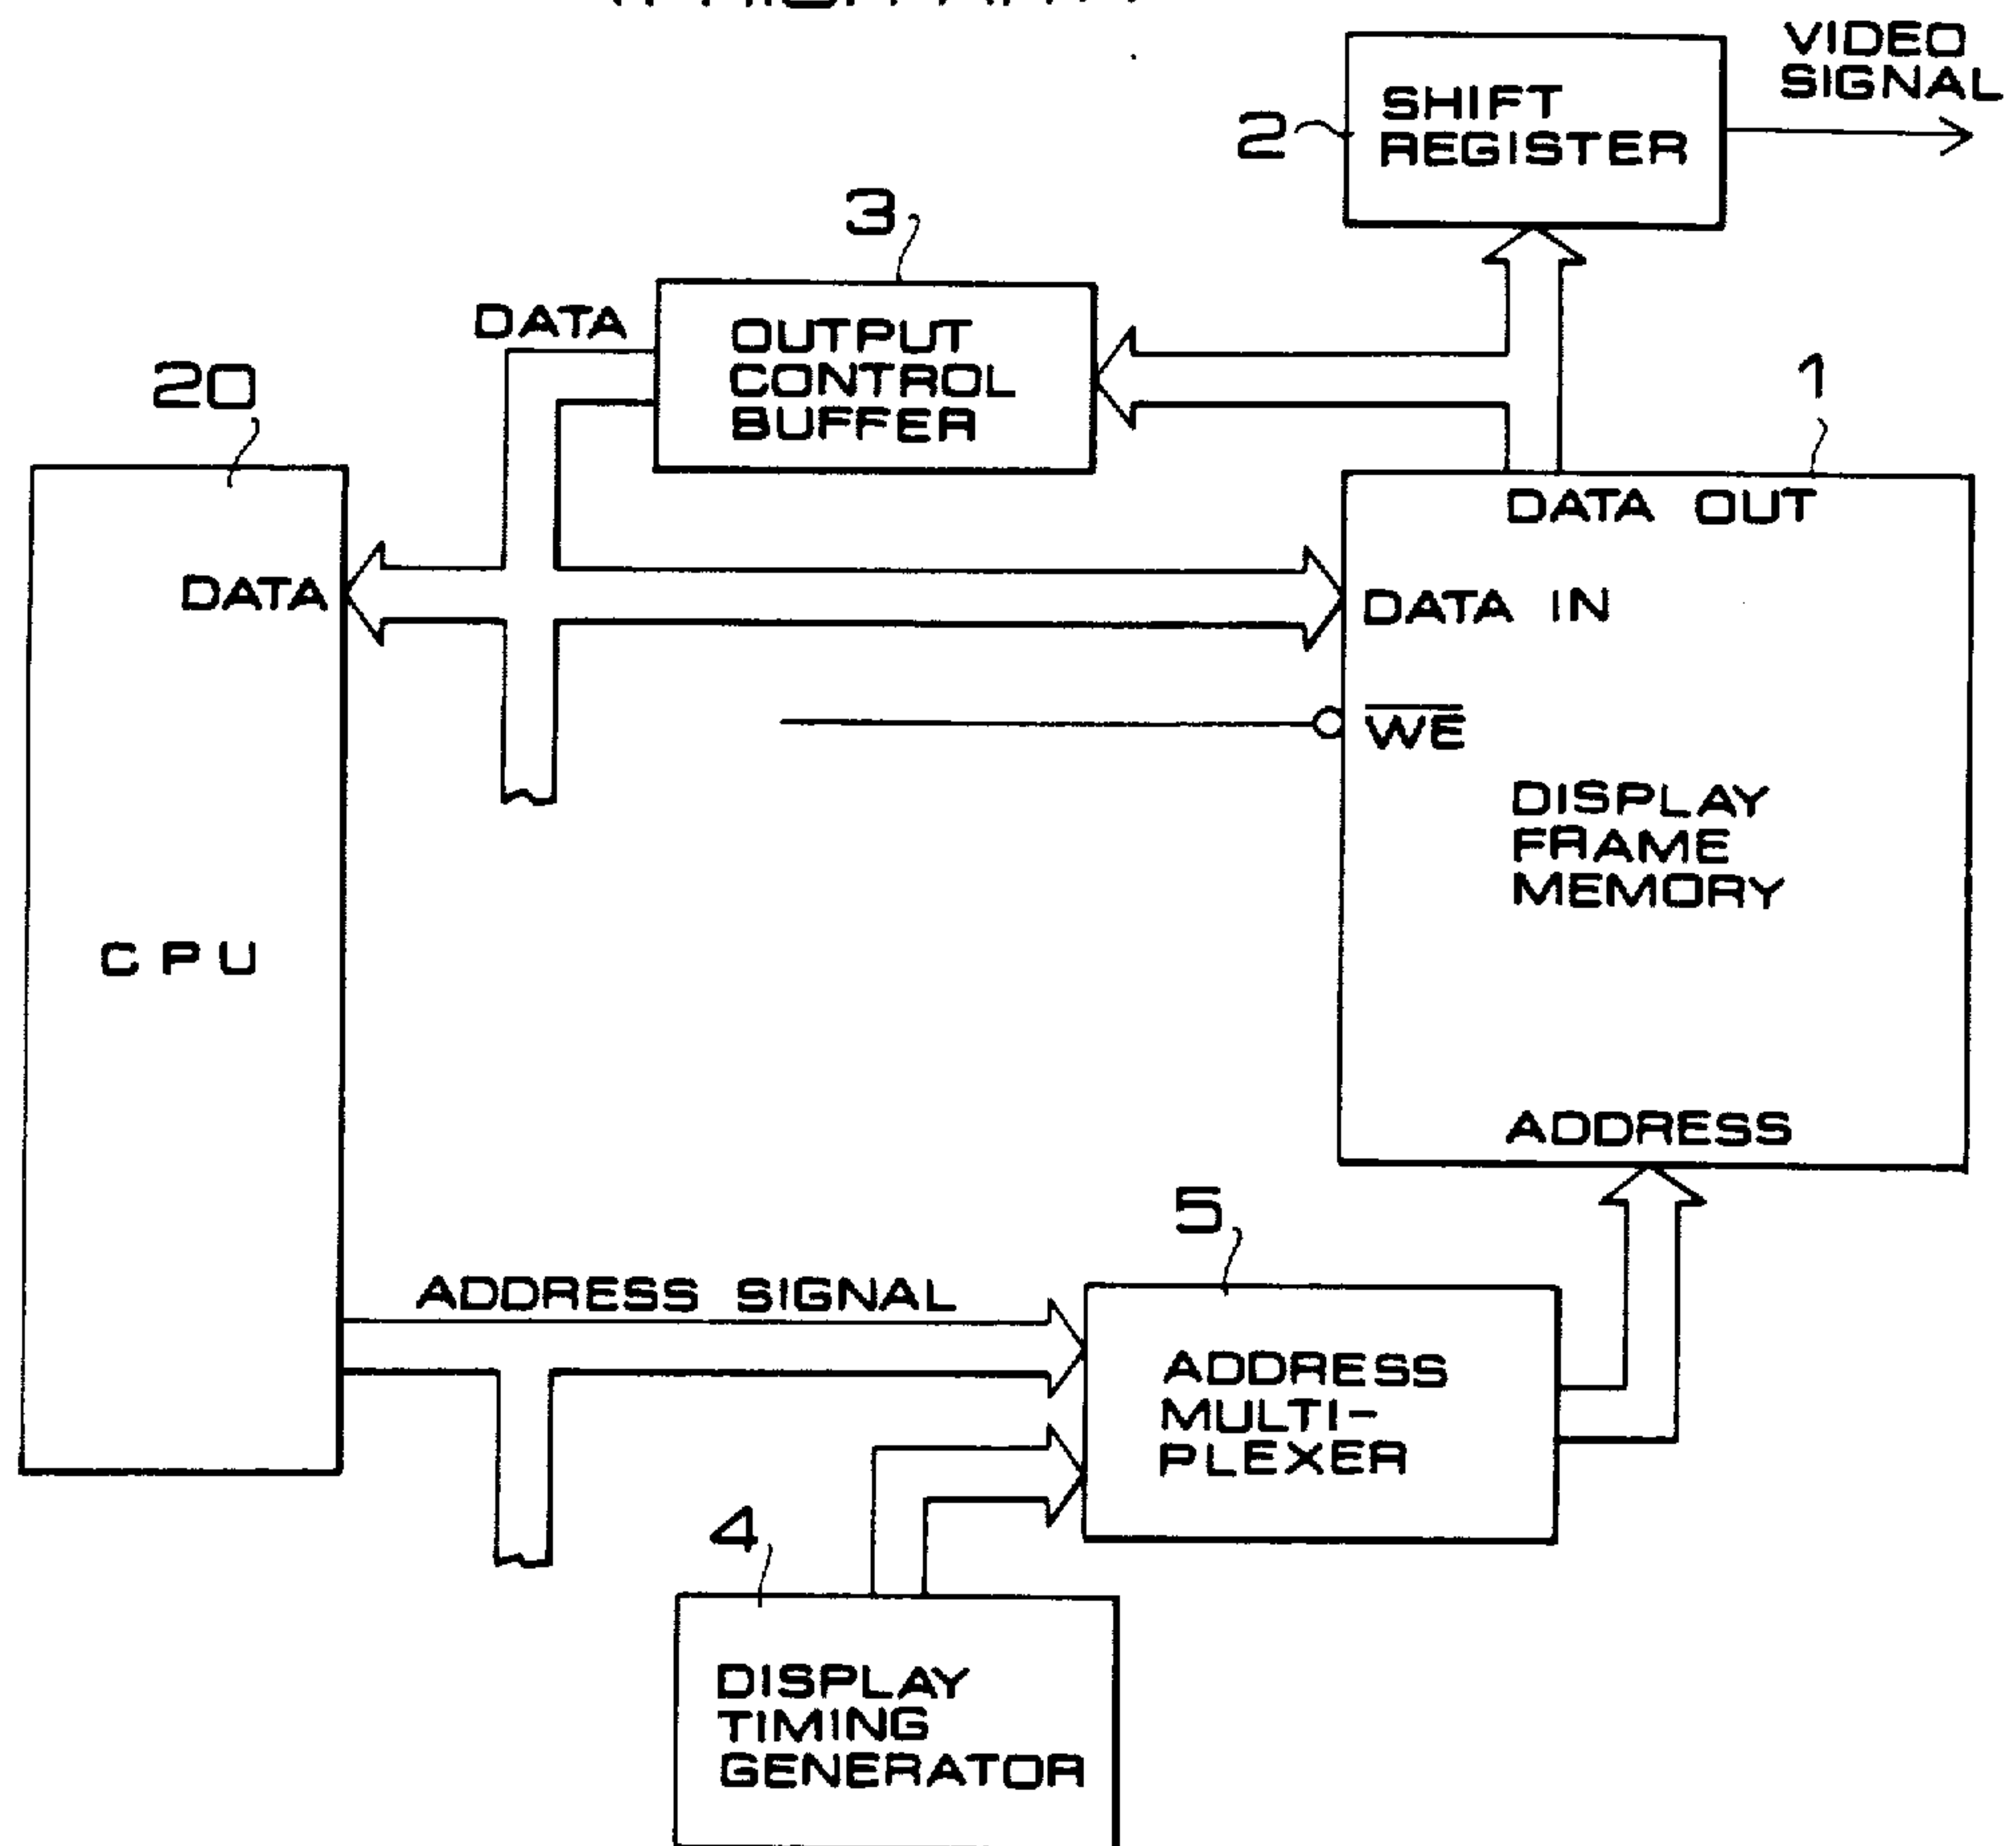 VIDEO
SIGNAL
2
SHIFT
REGISTER
3
DATA
OUTPUT
CONTROL
BUFFER
20
1
DATA OUT
DATA
DATA IN
W̅E̅
DISPLAY
FRAME
MEMORY
CPU
ADDRESS
5
ADDRESS SIGNAL
ADDRESS
MULTI-
PLEXER
4
DISPLAY
TIMING
GENERATOR